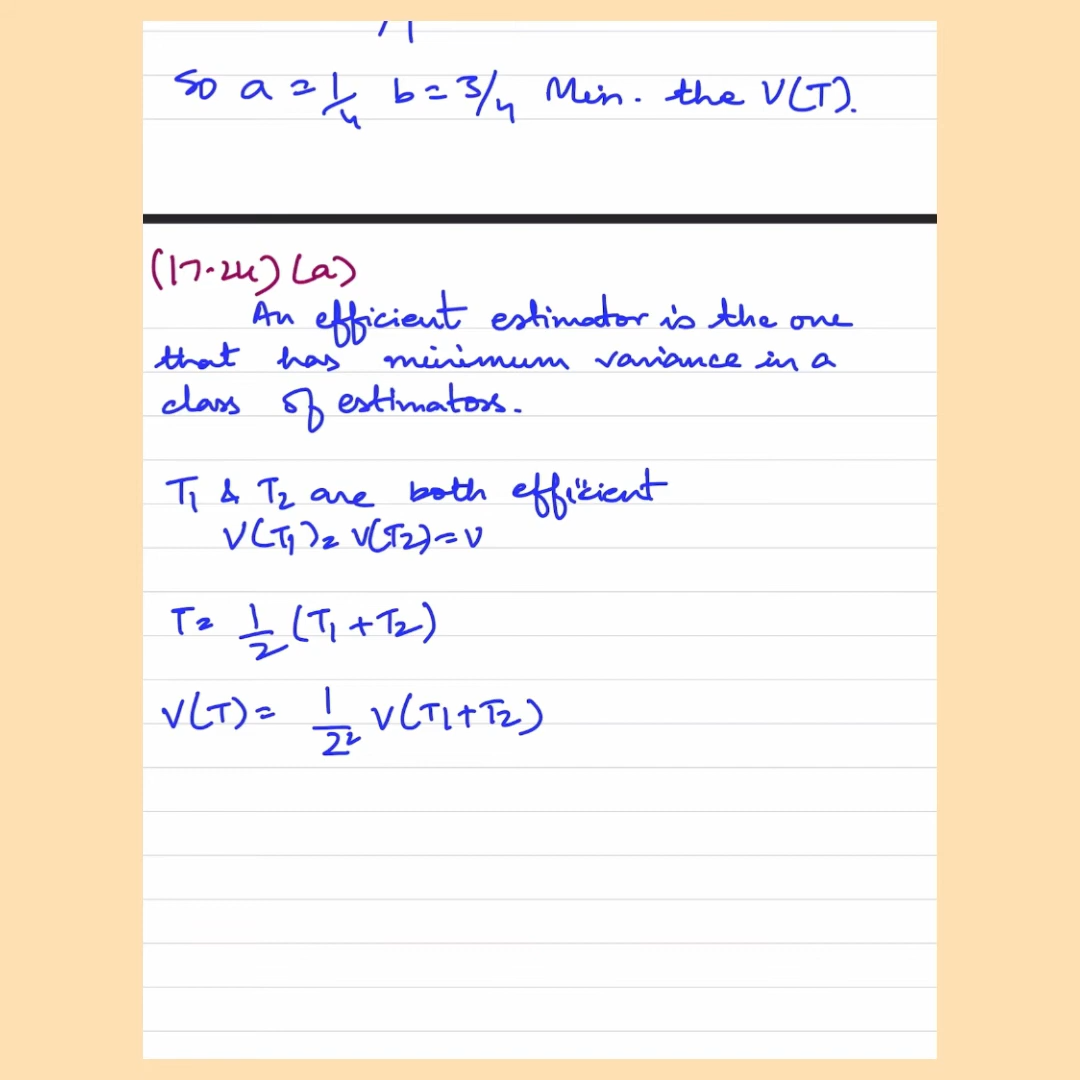 So a = 1/4 b = 3/4 Min. the V(T).
(17.24) (a)
An efficient estimator is the one
that has minimum variance in a
class of estimators.
T₁ & T₂ are both efficient
V(T₁) = V(T₂) = V
T = 1/2 (T₁ + T₂)
V(T) = 1/2² V(T₁ + T₂)